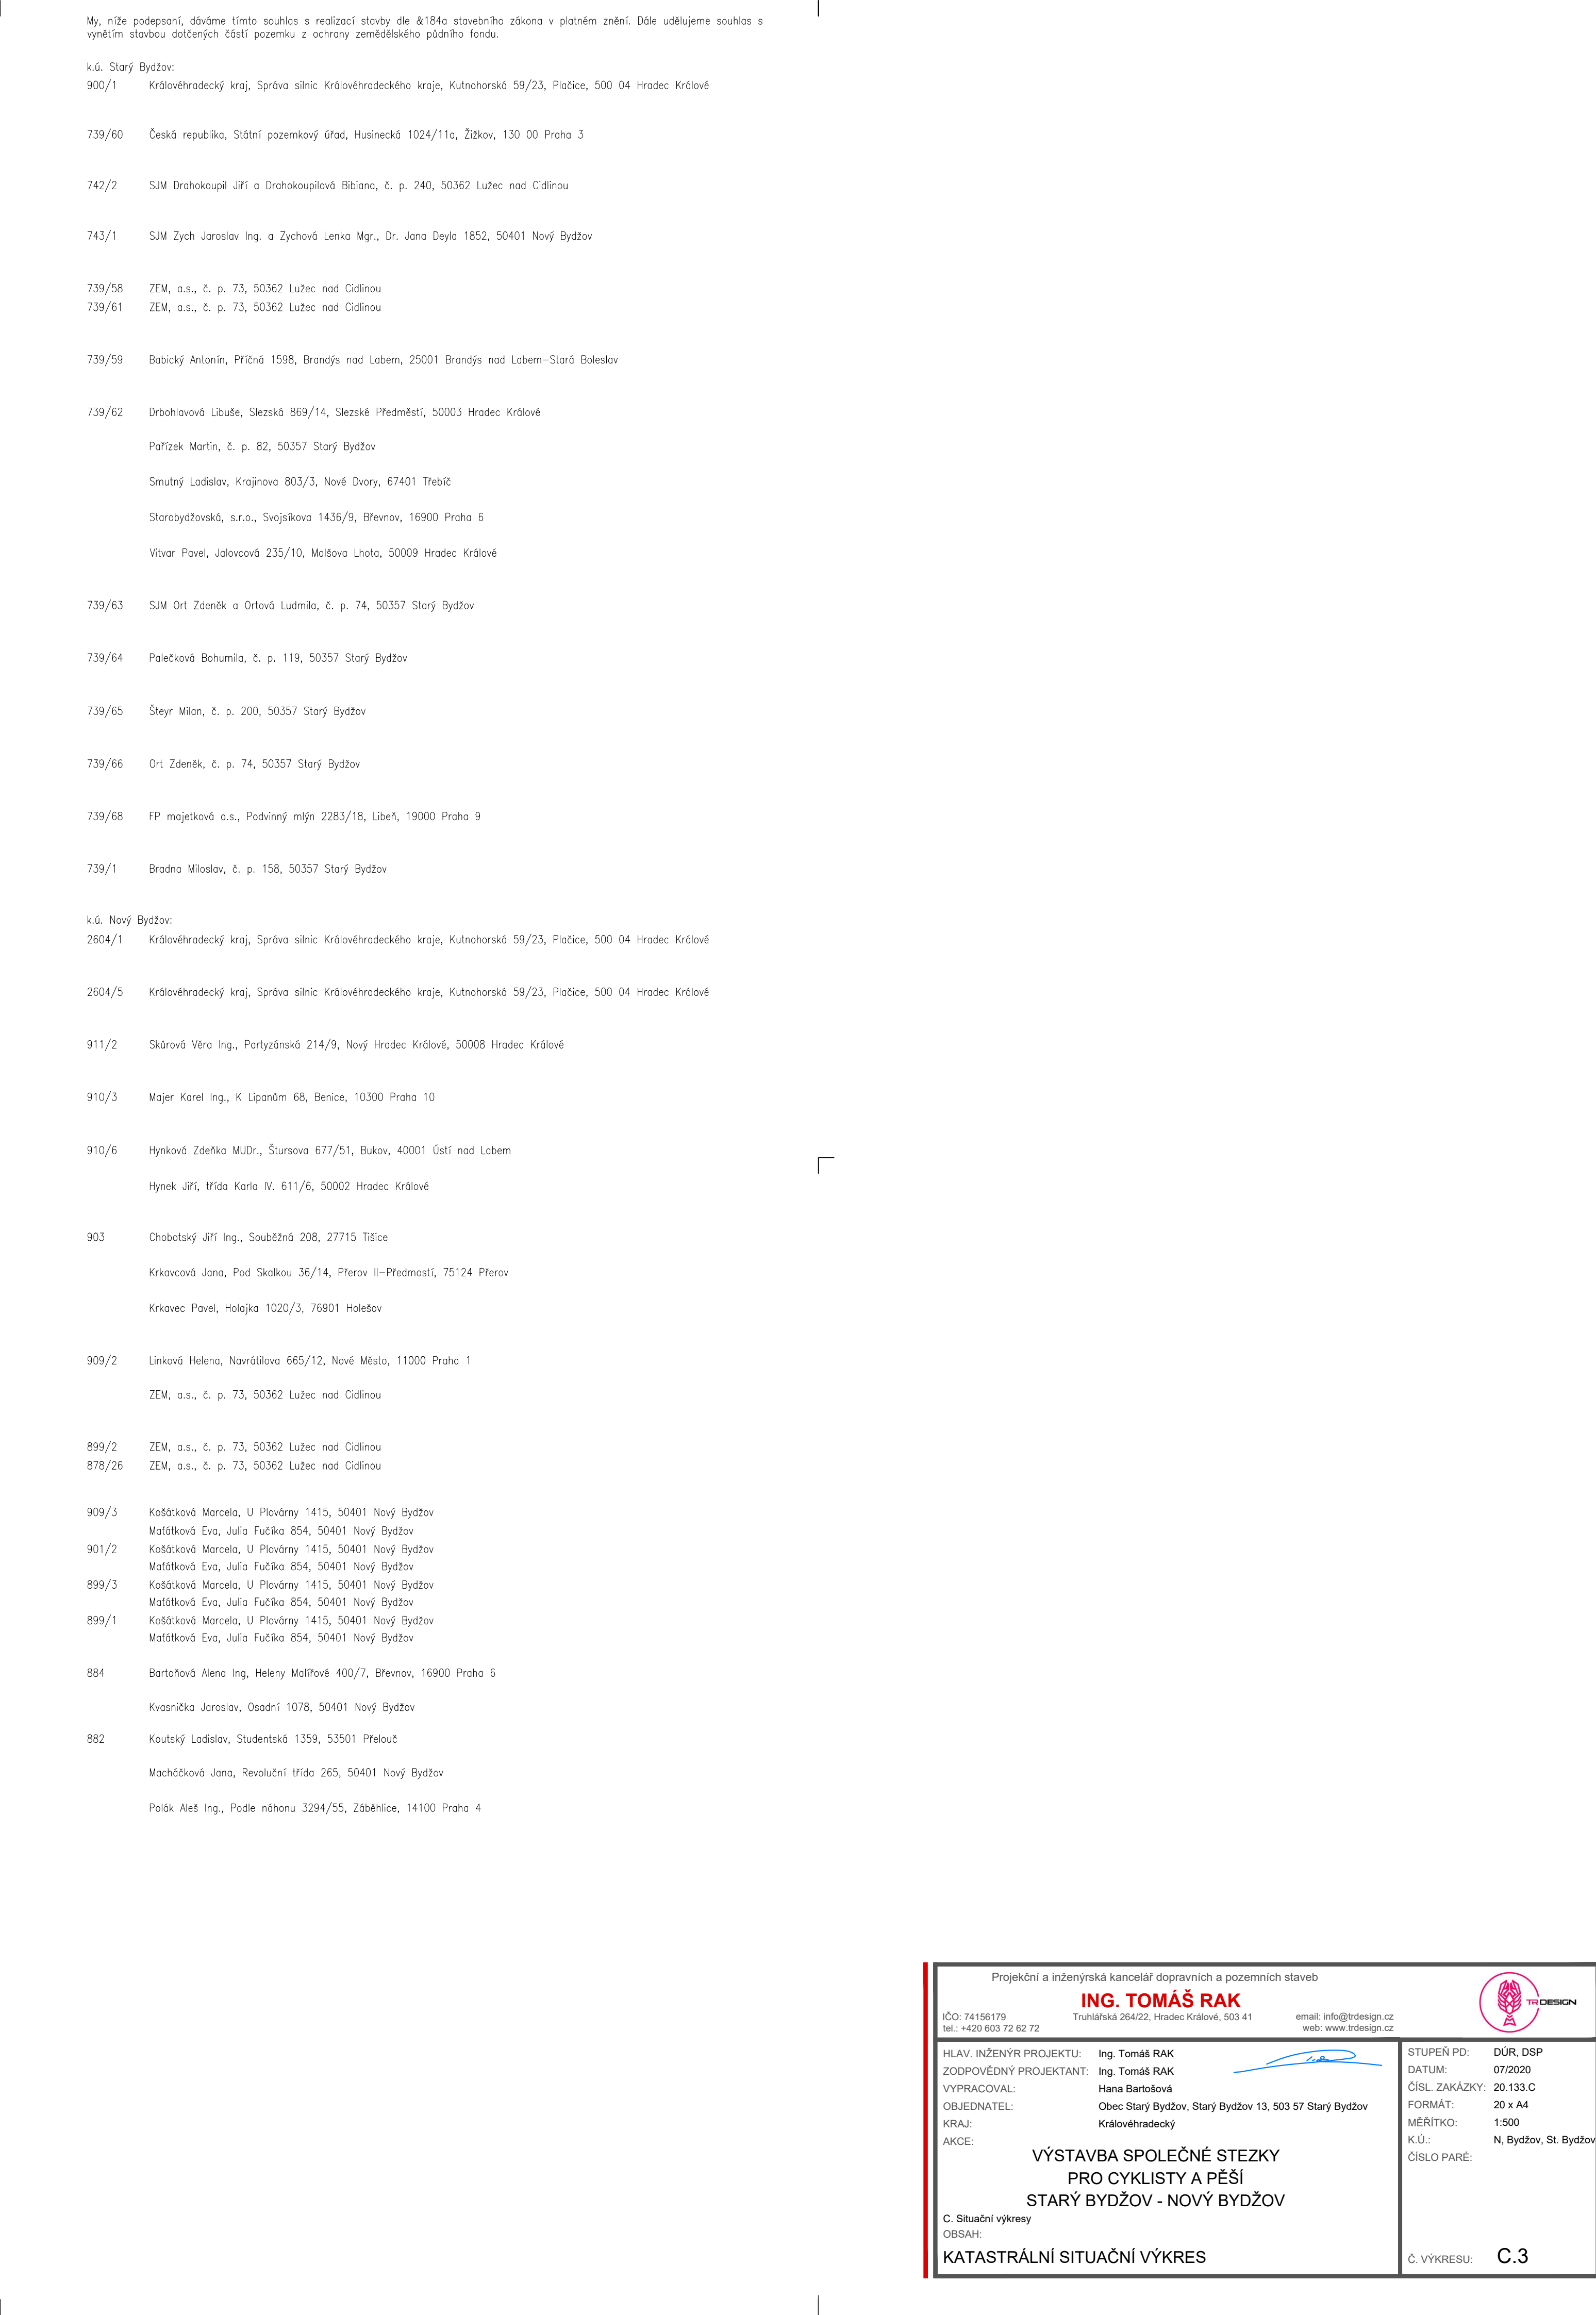 My, níže podepsaní, dáváme tímto souhlas s realizací stavby dle &184a stavebního zákona v platném znění. Dále udělujeme souhlas s
vynětím stavbou dotčených částí pozemku z ochrany zemědělského půdního fondu.
k.ú. Starý Bydžov:
900/1 Královéhradecký kraj, Správa silnic Královéhradeckého kraje, Kutnohorská 59/23, Plačice, 500 04 Hradec Králové
739/60 Česká republika, Státní pozemkový úřad, Husinecká 1024/11a, Žižkov, 130 00 Praha 3
742/2 SJM Drahokoupil Jiří a Drahokoupilová Bibiana, č. p. 240, 50362 Lužec nad Cidlinou
743/1 SJM Zych Jaroslav Ing. a Zychová Lenka Mgr., Dr. Jana Deyla 1852, 50401 Nový Bydžov
739/58 ZEM, a.s., č. p. 73, 50362 Lužec nad Cidlinou
739/61 ZEM, a.s., č. p. 73, 50362 Lužec nad Cidlinou
739/59 Babický Antonín, Příčná 1598, Brandýs nad Labem, 25001 Brandýs nad Labem-Stará Boleslav
739/62 Drbohlavová Libuše, Slezská 869/14, Slezské Předměstí, 50003 Hradec Králové
Pařízek Martin, č. p. 82, 50357 Starý Bydžov
Smutný Ladislav, Krajinova 803/3, Nové Dvory, 67401 Třebíč
Starobydžovská, s.r.o., Svojsíkova 1436/9, Břevnov, 16900 Praha 6
Vitvar Pavel, Jalovcová 235/10, Malšova Lhota, 50009 Hradec Králové
739/63 SJM Ort Zdeněk a Ortová Ludmila, č. p. 74, 50357 Starý Bydžov
739/64 Palečková Bohumila, č. p. 119, 50357 Starý Bydžov
739/65 Šteyr Milan, č. p. 200, 50357 Starý Bydžov
739/66 Ort Zdeněk, č. p. 74, 50357 Starý Bydžov
739/68 FP majetková a.s., Podvinný mlýn 2283/18, Libeň, 19000 Praha 9
739/1 Bradna Miloslav, č. p. 158, 50357 Starý Bydžov
k.ú. Nový Bydžov:
2604/1 Královéhradecký kraj, Správa silnic Královéhradeckého kraje, Kutnohorská 59/23, Plačice, 500 04 Hradec Králové
2604/5 Královéhradecký kraj, Správa silnic Královéhradeckého kraje, Kutnohorská 59/23, Plačice, 500 04 Hradec Králové
911/2 Skůrová Věra Ing., Partyzánská 214/9, Nový Hradec Králové, 50008 Hradec Králové
910/3 Majer Karel Ing., K Lipanům 68, Benice, 10300 Praha 10
910/6 Hynková Zdeňka MUDr., Štursova 677/51, Bukov, 40001 Ústí nad Labem
Hynek Jiří, třída Karla IV. 611/6, 50002 Hradec Králové
903 Chobotský Jiří Ing., Souběžná 208, 27715 Tišice
Krkavcová Jana, Pod Skalkou 36/14, Přerov II-Předmostí, 75124 Přerov
Krkavec Pavel, Holajka 1020/3, 76901 Holešov
909/2 Linková Helena, Navrátilova 665/12, Nové Město, 11000 Praha 1
ZEM, a.s., č. p. 73, 50362 Lužec nad Cidlinou
899/2 ZEM, a.s., č. p. 73, 50362 Lužec nad Cidlinou
878/26 ZEM, a.s., č. p. 73, 50362 Lužec nad Cidlinou
909/3 Košátková Marcela, U Plovárny 1415, 50401 Nový Bydžov
Maťátková Eva, Julia Fučíka 854, 50401 Nový Bydžov
901/2 Košátková Marcela, U Plovárny 1415, 50401 Nový Bydžov
Maťátková Eva, Julia Fučíka 854, 50401 Nový Bydžov
899/3 Košátková Marcela, U Plovárny 1415, 50401 Nový Bydžov
Maťátková Eva, Julia Fučíka 854, 50401 Nový Bydžov
899/1 Košátková Marcela, U Plovárny 1415, 50401 Nový Bydžov
Maťátková Eva, Julia Fučíka 854, 50401 Nový Bydžov
884 Bartoňová Alena Ing, Heleny Malířové 400/7, Břevnov, 16900 Praha 6
Kvasnička Jaroslav, Osadní 1078, 50401 Nový Bydžov
882 Koutský Ladislav, Studentská 1359, 53501 Přelouč
Macháčková Jana, Revoluční třída 265, 50401 Nový Bydžov
Polák Aleš Ing., Podle náhonu 3294/55, Záběhlice, 14100 Praha 4
Projekční a inženýrská kancelář dopravních a pozemních staveb
ING. TOMÁŠ RAK
IČO: 74156179 Truhlářská 264/22, Hradec Králové, 503 41 email: info@trdesign.cz
tel.: +420 603 72 62 72 web: www.trdesign.cz
TR DESIGN
HLAV. INŽENÝR PROJEKTU: Ing. Tomáš RAK
ZODPOVĚDNÝ PROJEKTANT: Ing. Tomáš RAK
VYPRACOVAL: Hana Bartošová
OBJEDNATEL: Obec Starý Bydžov, Starý Bydžov 13, 503 57 Starý Bydžov
KRAJ: Královéhradecký
AKCE:
VÝSTAVBA SPOLEČNÉ STEZKY
PRO CYKLISTY A PĚŠÍ
STARÝ BYDŽOV - NOVÝ BYDŽOV
C. Situační výkresy
OBSAH:
KATASTRÁLNÍ SITUAČNÍ VÝKRES
STUPEŇ PD: DÚR, DSP
DATUM: 07/2020
ČÍSL. ZAKÁZKY: 20.133.C
FORMÁT: 20 x A4
MĚŘÍTKO: 1:500
K.Ú.: N, Bydžov, St. Bydžov
ČÍSLO PARÉ:
Č. VÝKRESU: C.3